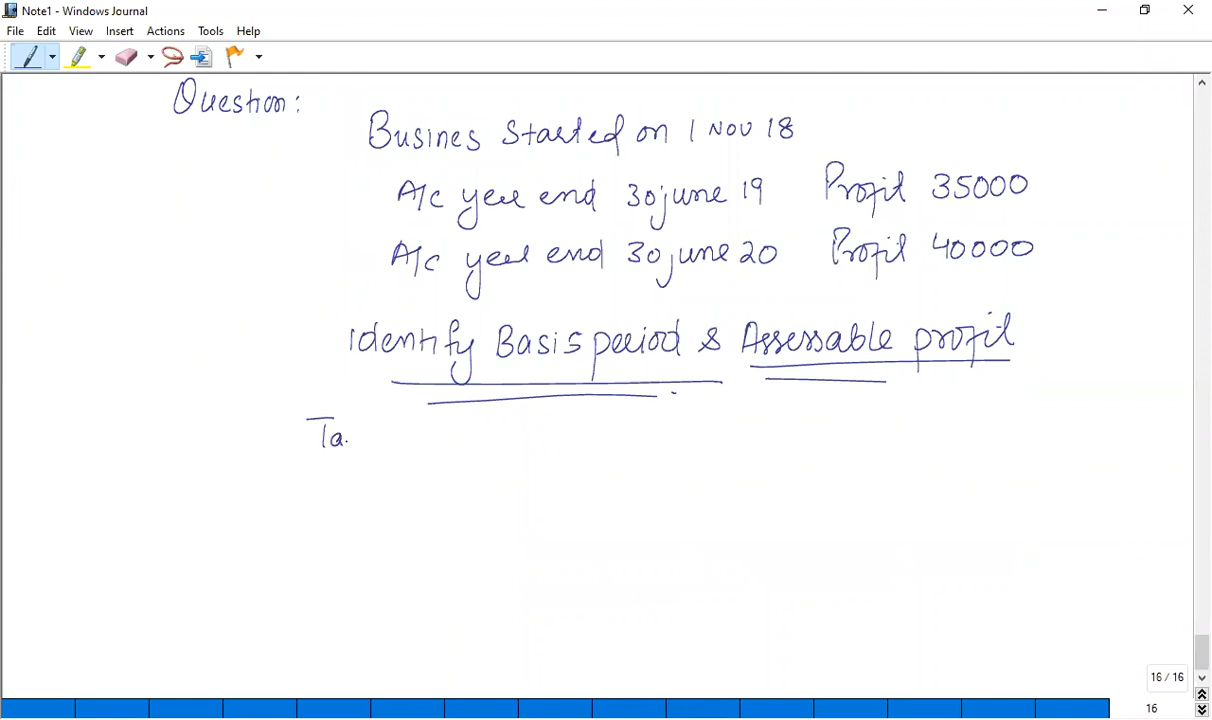 Note1 - Windows Journal
File Edit View Insert Actions Tools Help
Question:
Busines Started on 1 Nov 18
A/c year end 30 june 19 Profit 35000
A/c year end 30 june 20 Profit 40000
Identify Basis period & Assessable profit
Ta.
16 / 16
16